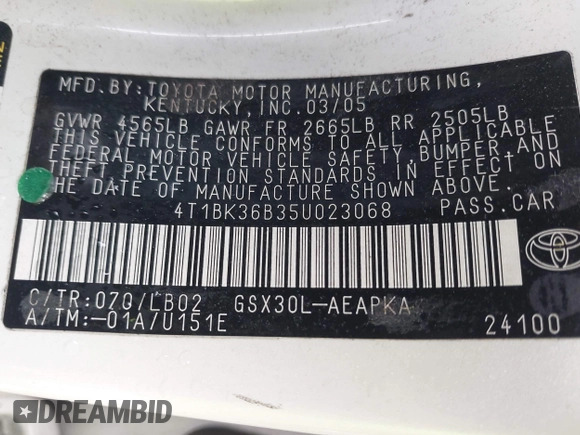 MFD.BY:TOYOTA MOTOR MANUFACTURING,
KENTUCKY,INC.03/05
GVWR 4565LB GAWR FR 2665LB RR 2505LB
THIS VEHICLE CONFORMS TO ALL APPLICABLE
FEDERAL MOTOR VEHICLE SAFETY,BUMPER AND
THEFT PREVENTION STANDARDS IN EFFECT ON
HE DATE OF MANUFACTURE SHOWN ABOVE.
4T1BK36B35U023068 PASS.CAR
C/TR:070/LB02 GSX30L-AEAPKA
A/TM:-01A/U151E 24100
DREAMBID